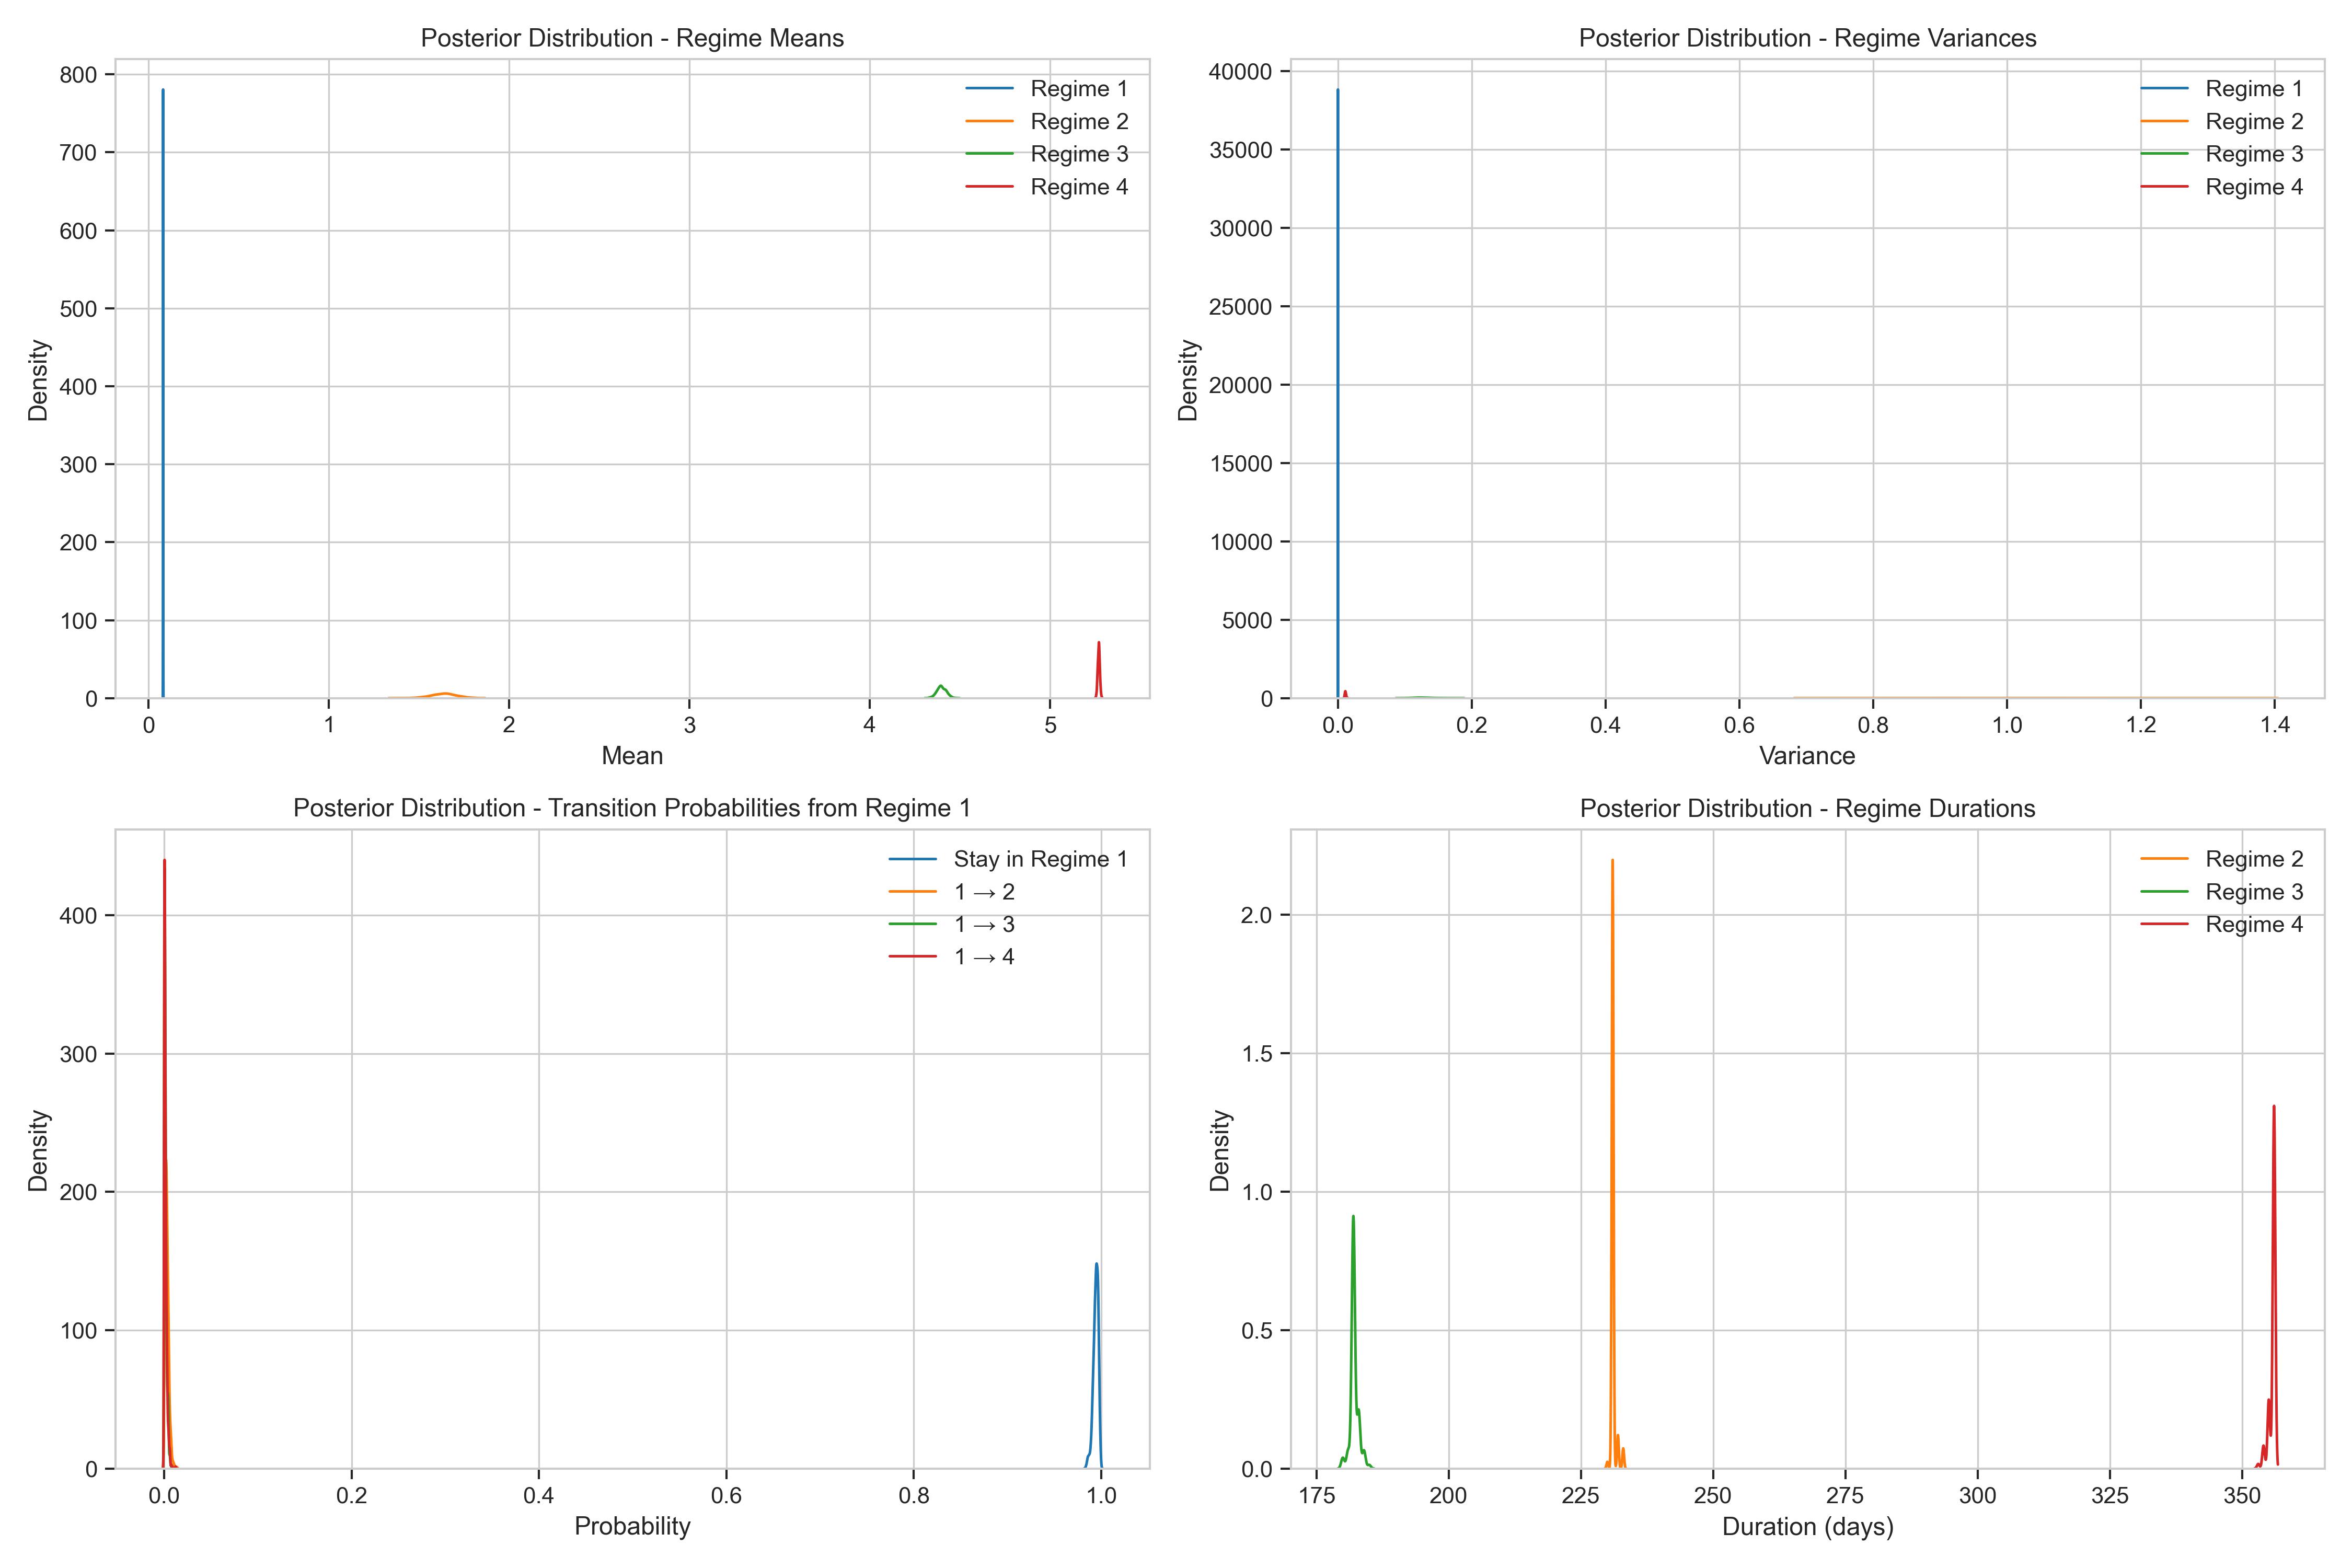 Posterior Distribution - Regime Means
800
700
600
500
400
300
200
100
0
Density
0 1 2 3 4 5
Mean
Regime 1
Regime 2
Regime 3
Regime 4
Posterior Distribution - Regime Variances
40000
35000
30000
25000
20000
15000
10000
5000
0
Density
0.0 0.2 0.4 0.6 0.8 1.0 1.2 1.4
Variance
Regime 1
Regime 2
Regime 3
Regime 4
Posterior Distribution - Transition Probabilities from Regime 1
400
300
200
100
0
Density
0.0 0.2 0.4 0.6 0.8 1.0
Probability
Stay in Regime 1
1 → 2
1 → 3
1 → 4
Posterior Distribution - Regime Durations
2.0
1.5
1.0
0.5
0.0
Density
175 200 225 250 275 300 325 350
Duration (days)
Regime 2
Regime 3
Regime 4